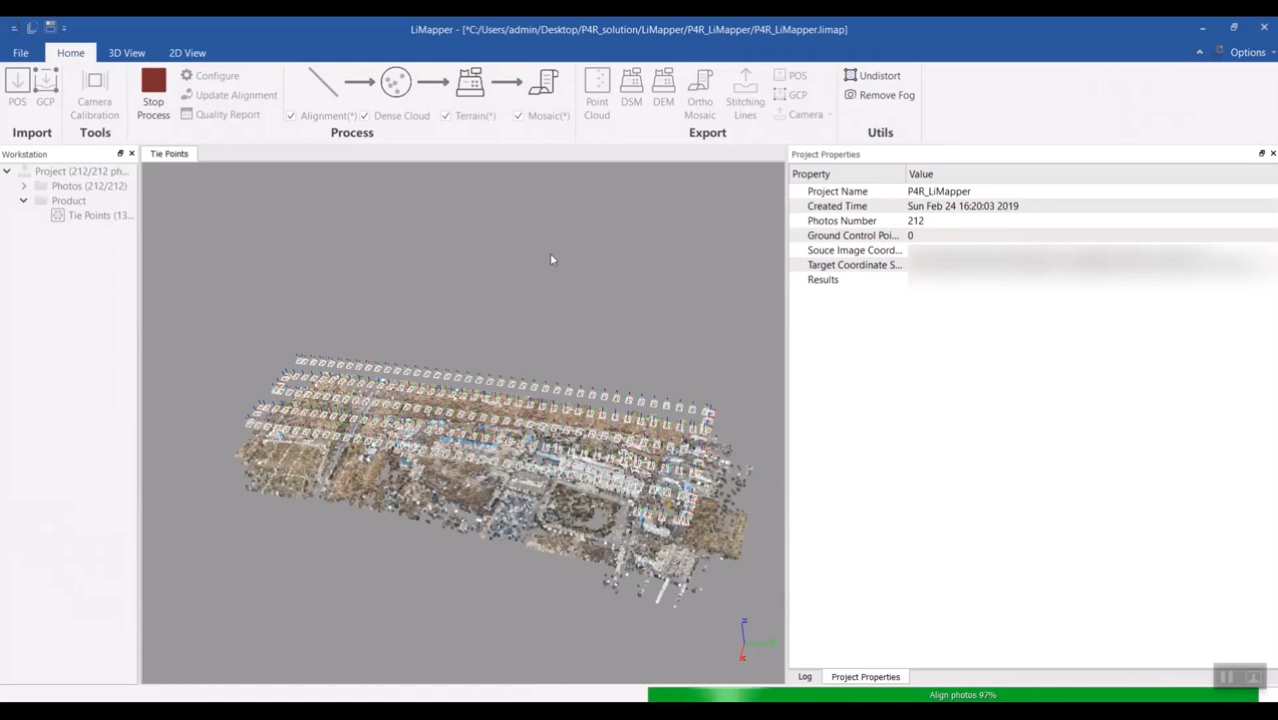 LiMapper - [*C:/Users/admin/Desktop/P4R_solution/LiMapper/P4R_LiMapper/P4R_LiMapper.limap]
File Home 3D View 2D View Options
POS GCP
Import
Camera Calibration
Tools
Stop Process
Configure
Update Alignment
Quality Report
Alignment(*) Dense Cloud Terrain(*) Mosaic(*)
Process
Point Cloud
DSM
DEM
Ortho Mosaic
Stitching Lines
POS
GCP
Camera
Export
Undistort
Remove Fog
Utils
Workstation
Project (212/212 ph...
Photos (212/212)
Product
Tie Points (13...
Tie Points
Project Properties
Property Value
Project Name P4R_LiMapper
Created Time Sun Feb 24 16:20:03 2019
Photos Number 212
Ground Control Poi... 0
Souce Image Coord...
Target Coordinate S...
Results
Z
Log Project Properties
Align photos 97%